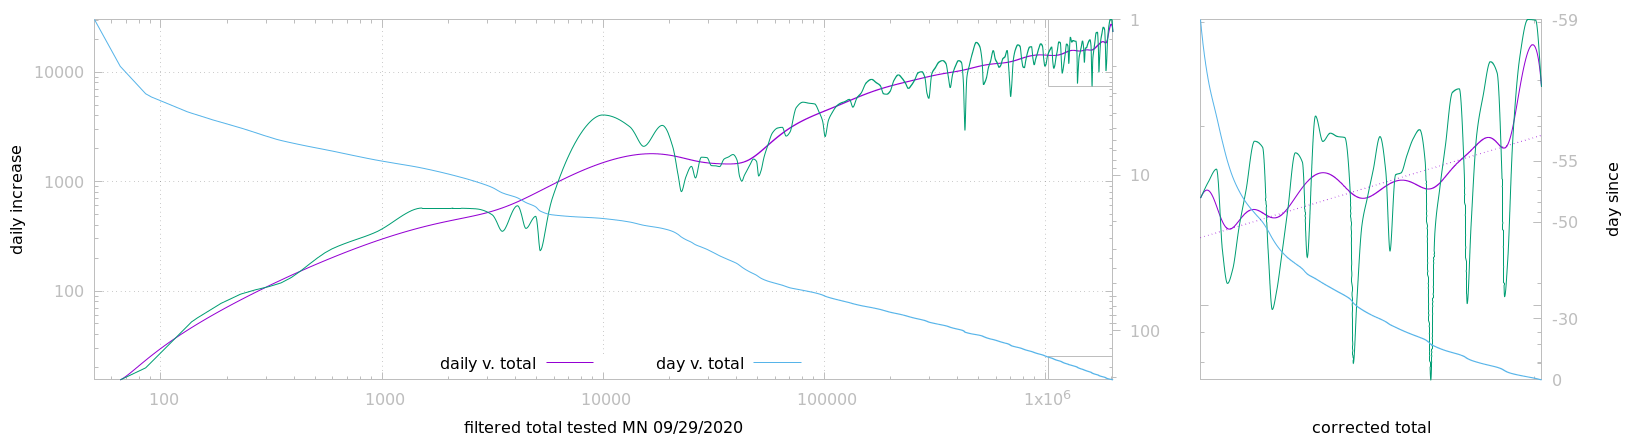 daily increase
10000
1000
100
100
1000
10000
100000
1x10^6
1
10
100
daily v. total
day v. total
filtered total tested MN 09/29/2020
-59
-55
-50
-30
0
day since
corrected total